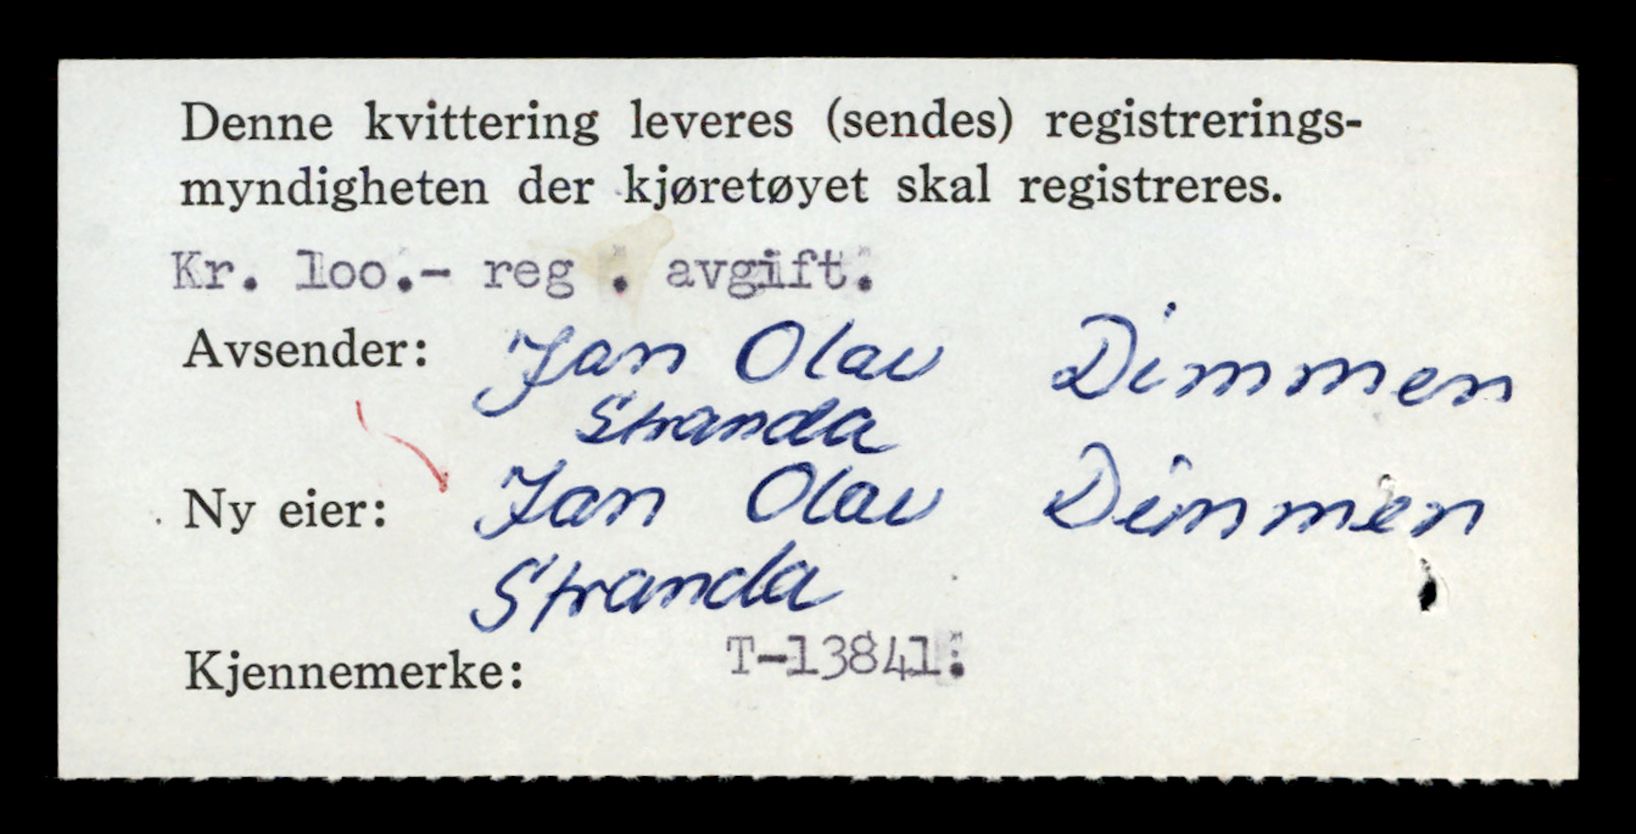 Denne kvittering leveres (sendes) registrerings-
myndigheten der kjøretøyet skal registreres.
Kr. loo.- reg . avgift.
Avsender: Jan Olav Dimmen
Stranda
Ny eier: Jan Olav Dimmen
Stranda
Kjennemerke: T-13841.